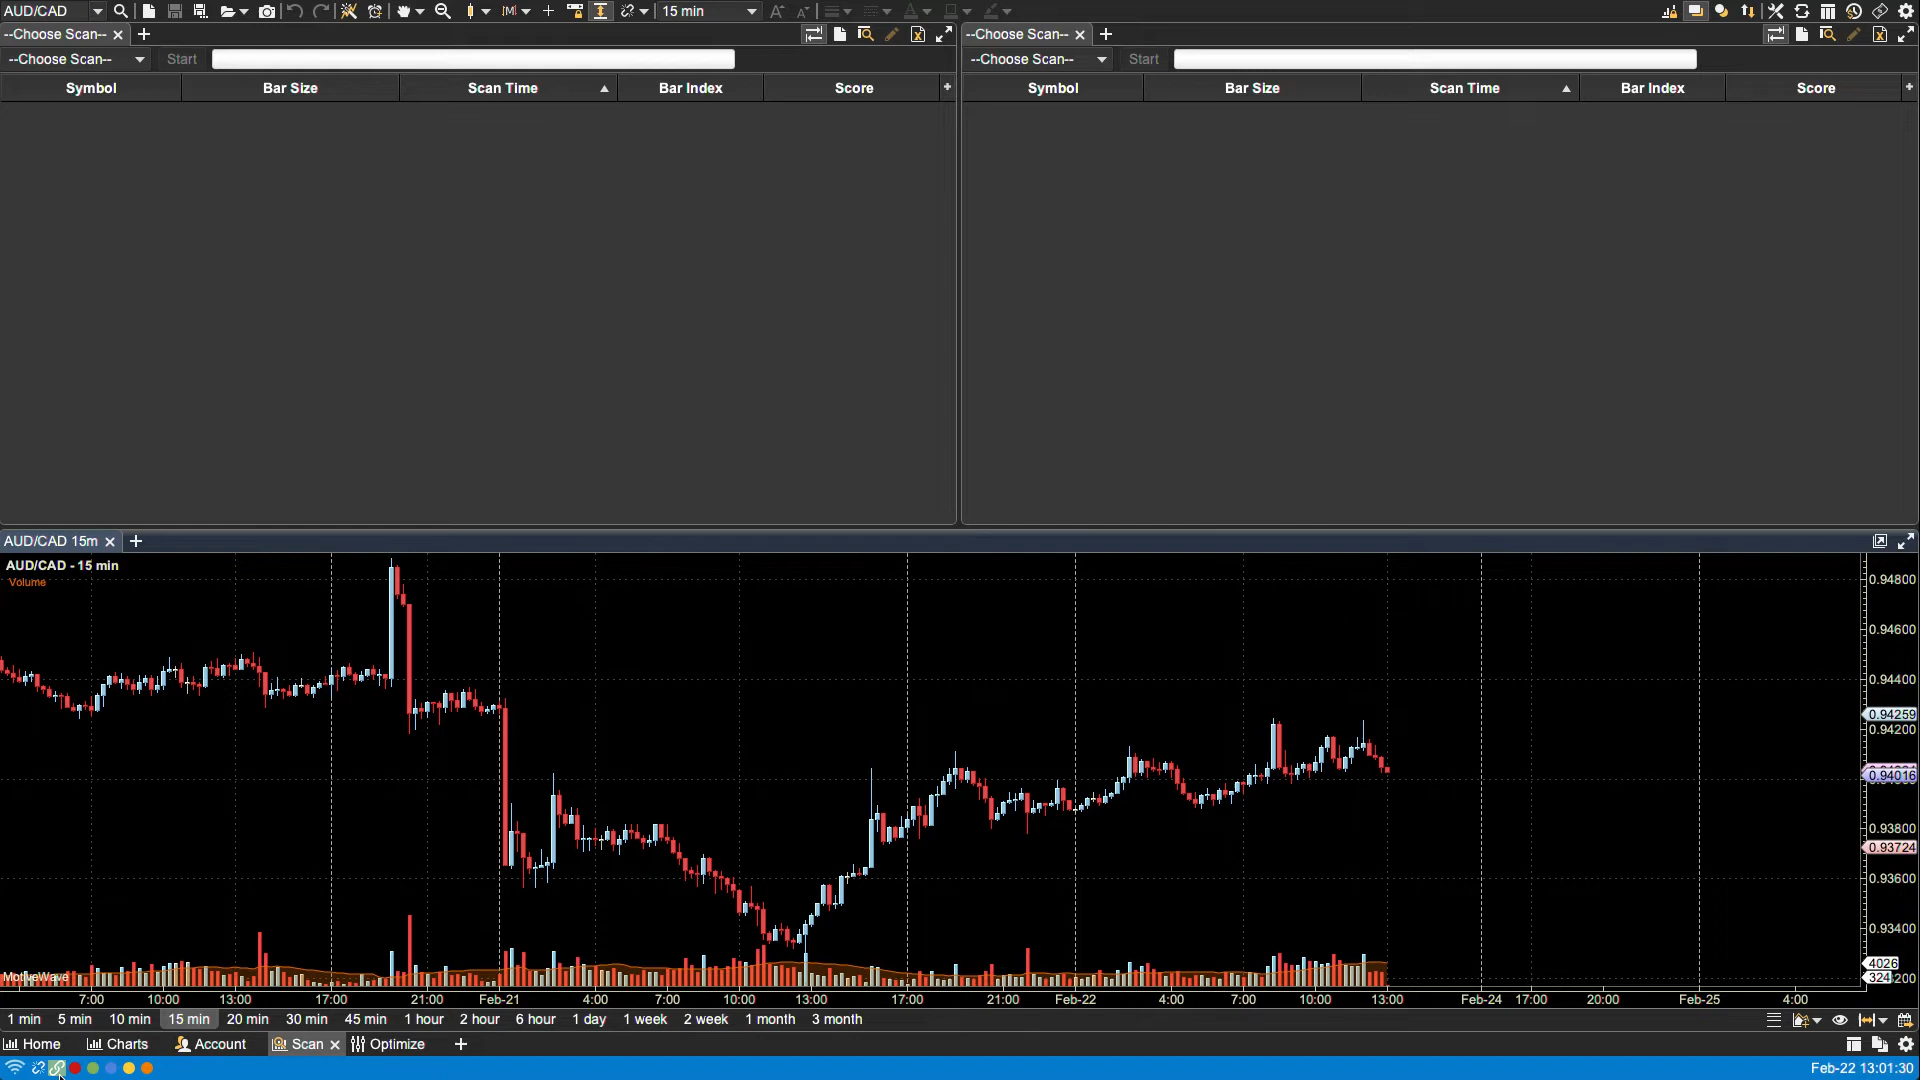 AUD/CAD 15 min
--Choose Scan-- --Choose Scan--
--Choose Scan-- Start --Choose Scan-- Start
Symbol Bar Size Scan Time Bar Index Score Symbol Bar Size Scan Time Bar Index Score
AUD/CAD 15m
AUD/CAD - 15 min
Volume
0.94800
0.94600
0.94400
0.94259
0.94200
0.94016
0.93800
0.93724
0.93600
0.93400
4026
324
MotiveWave
7:00 10:00 13:00 17:00 21:00 Feb-21 4:00 7:00 10:00 13:00 17:00 21:00 Feb-22 4:00 7:00 10:00 13:00 Feb-24 17:00 20:00 Feb-25 4:00
1 min 5 min 10 min 15 min 20 min 30 min 45 min 1 hour 2 hour 6 hour 1 day 1 week 2 week 1 month 3 month
Home Charts Account Scan Optimize
Feb-22 13:01:30